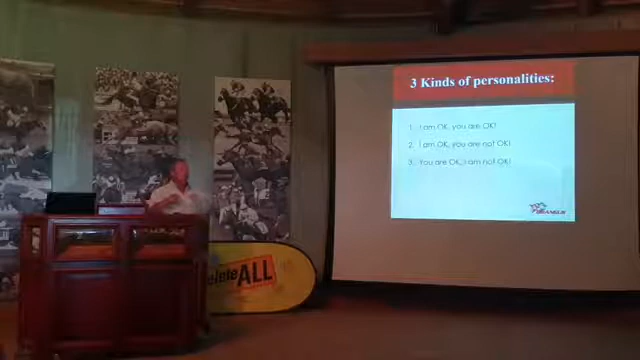 3 Kinds of personalities:
1. I am OK, you are OK!
2. I am OK, you are not OK!
3. You are OK, I am not OK!
ALL